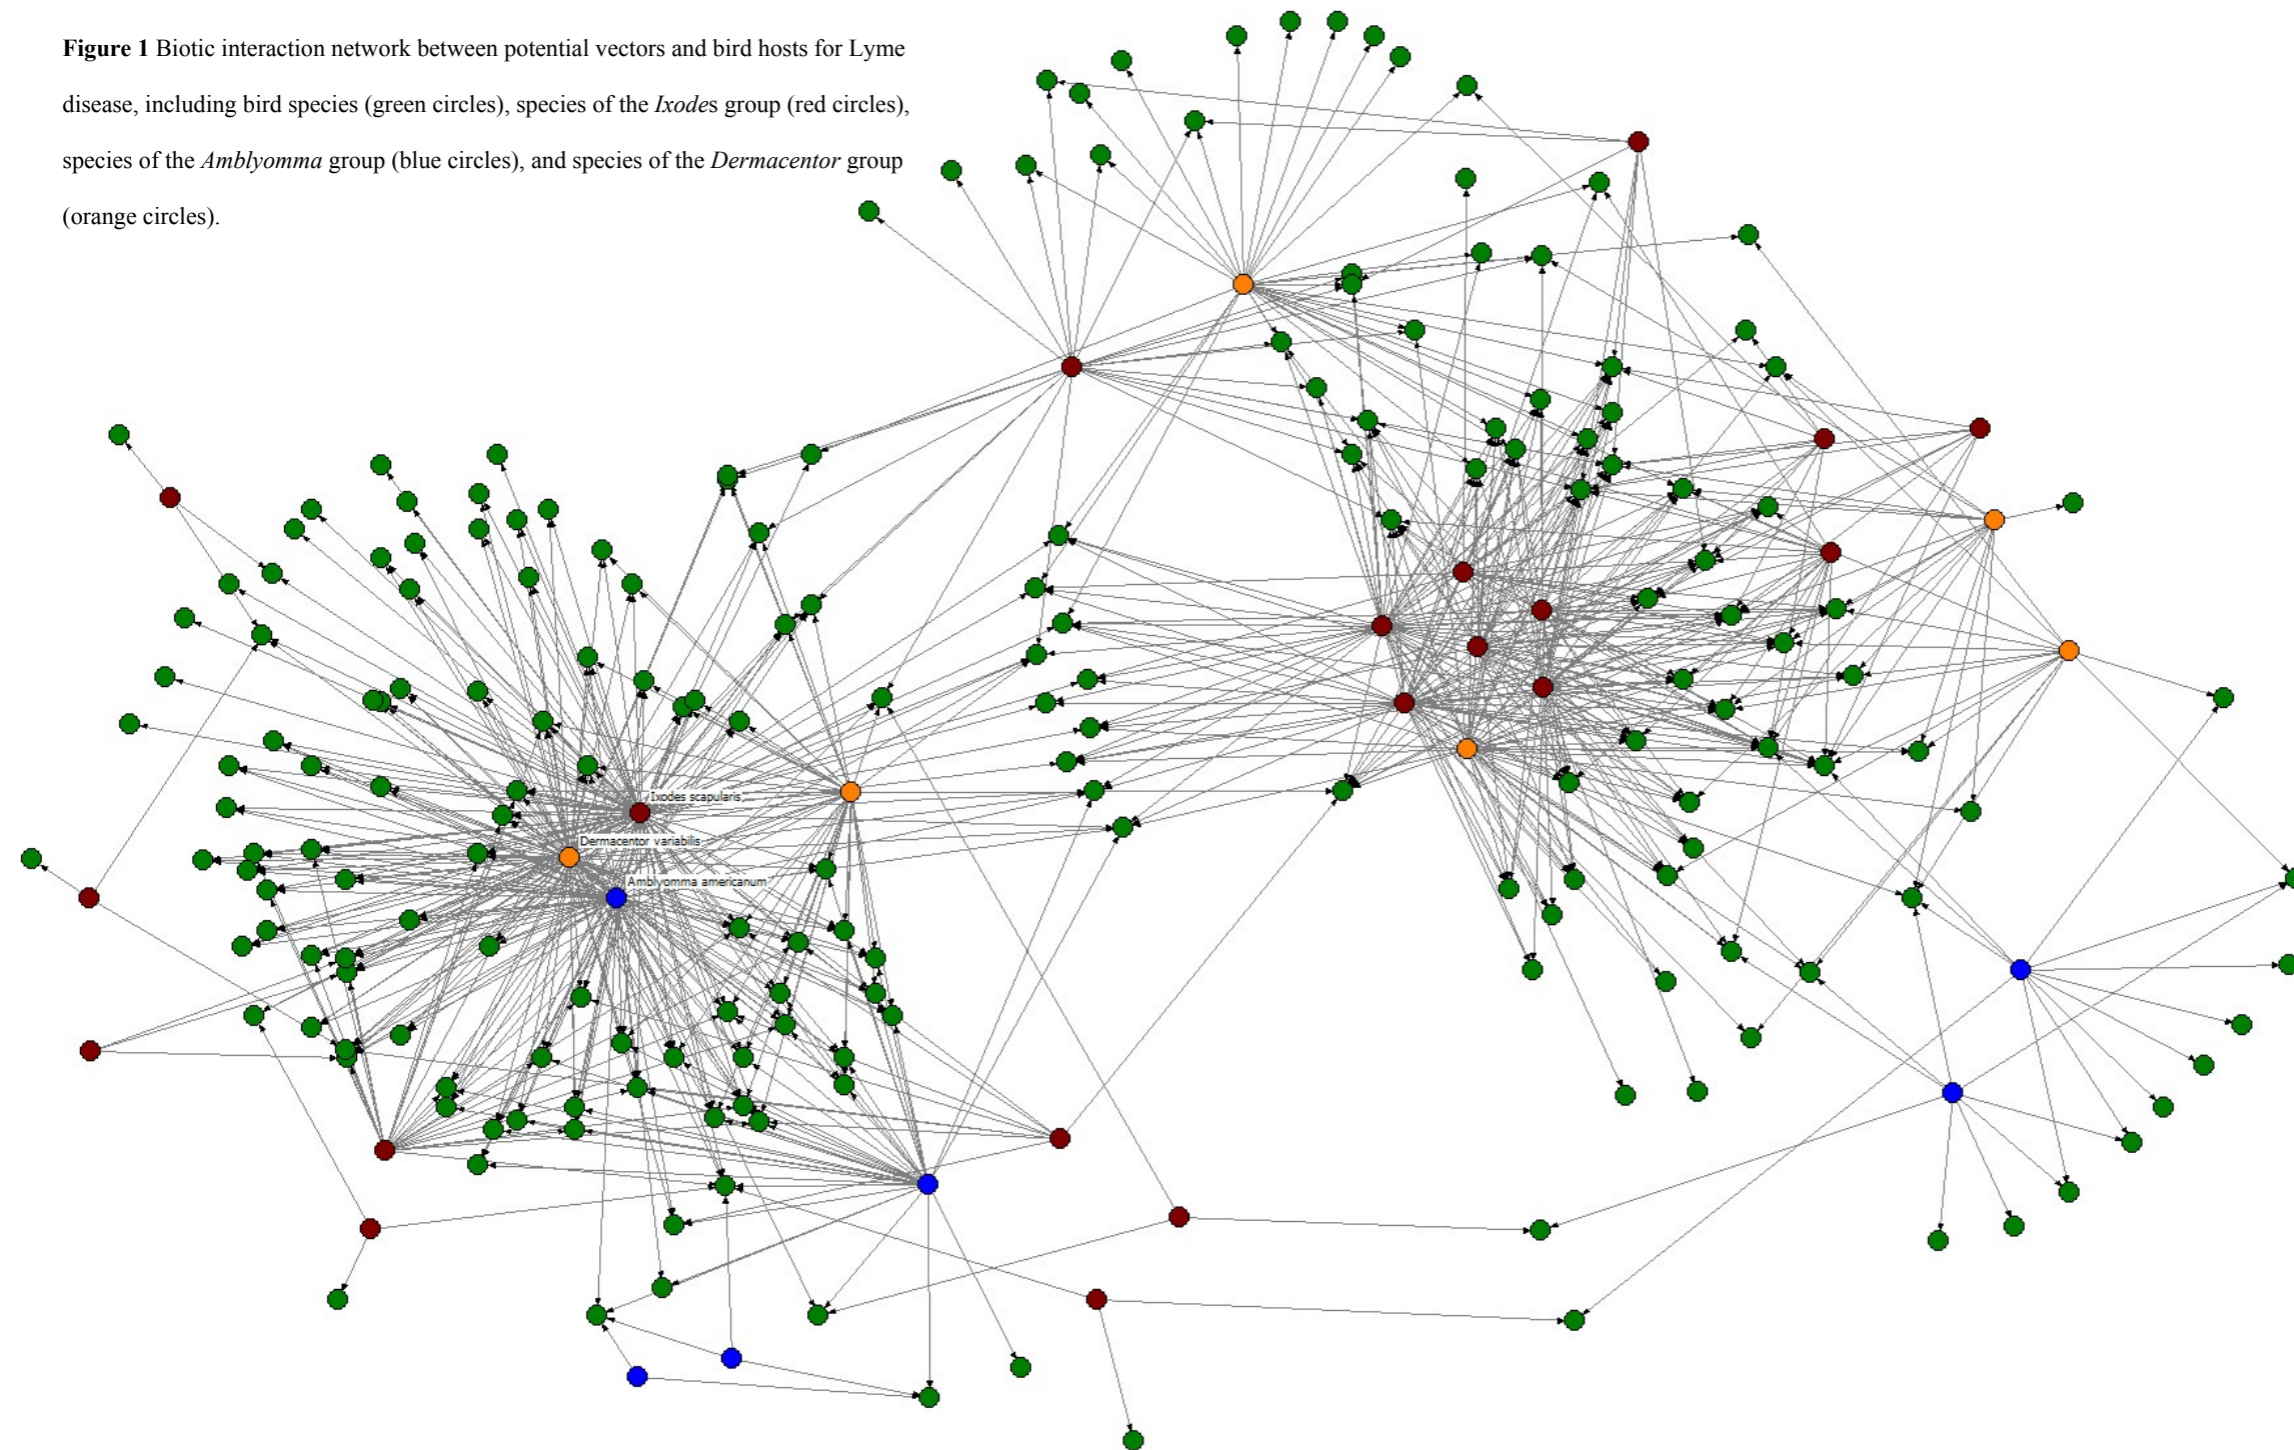 Figure 1 Biotic interaction network between potential vectors and bird hosts for Lyme
disease, including bird species (green circles), species of the Ixodes group (red circles),
species of the Amblyomma group (blue circles), and species of the Dermacentor group
(orange circles).
Ixodes scapularis
Dermacentor variabilis
Amblyomma americanum